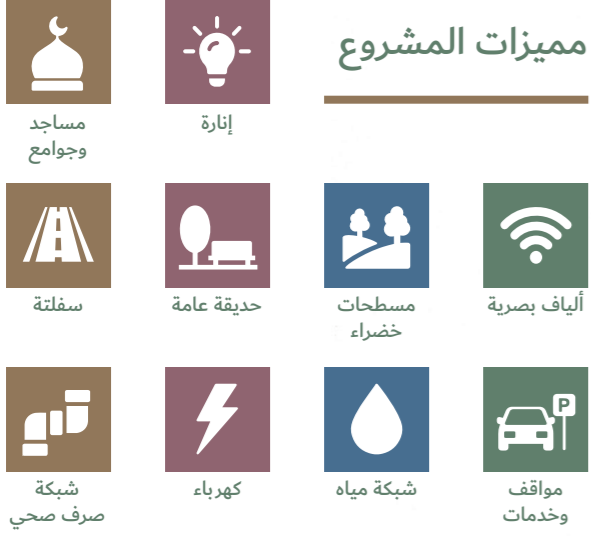 مميزات المشروع
إنارة
مساجد
وجوامع
ألياف بصرية
مسطحات
خضراء
حديقة عامة
سفلتة
P
مواقف
وخدمات
شبكة مياه
كهرباء
شبكة
صرف صحي